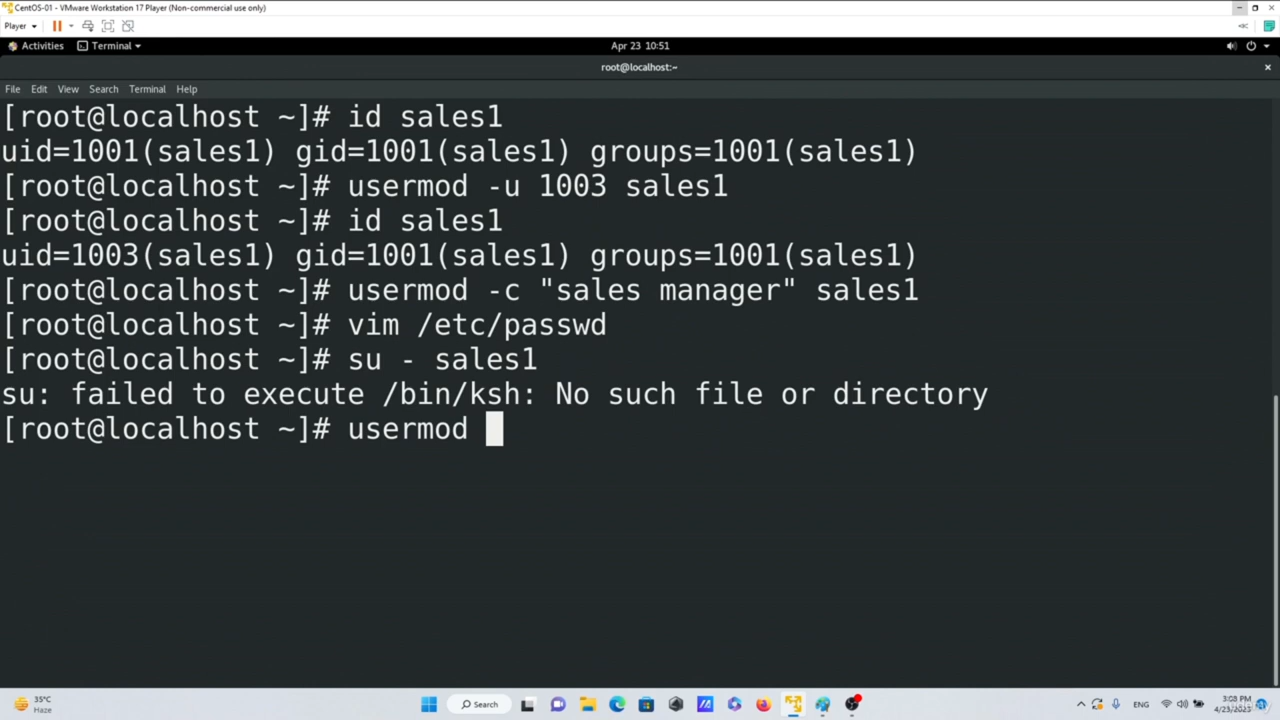 CentOS-01 - VMware Workstation 17 Player (Non-commercial use only)
Player
Activities Terminal Apr 23 10:51
root@localhost:~
File Edit View Search Terminal Help
[root@localhost ~]# id sales1
uid=1001(sales1) gid=1001(sales1) groups=1001(sales1)
[root@localhost ~]# usermod -u 1003 sales1
[root@localhost ~]# id sales1
uid=1003(sales1) gid=1001(sales1) groups=1001(sales1)
[root@localhost ~]# usermod -c "sales manager" sales1
[root@localhost ~]# vim /etc/passwd
[root@localhost ~]# su - sales1
su: failed to execute /bin/ksh: No such file or directory
[root@localhost ~]# usermod
35°C
Haze
Search
ENG
3:03 PM
4/23/2023